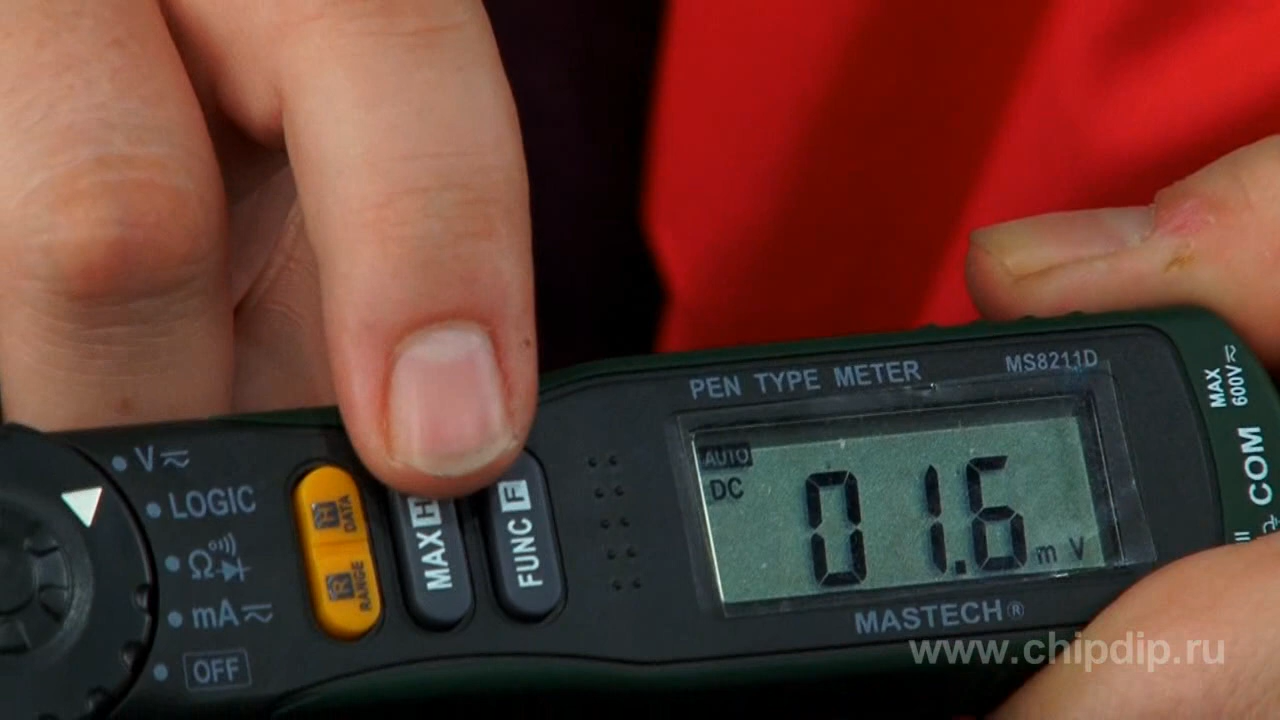 PEN TYPE METER MS8211D
MAX
600V
COM
AUTO
DC
01.6 mV
MASTECH®
V
LOGIC
Ω
mA
OFF
H DATA
R RANGE
MAX H
FUNC F
www.chipdip.ru